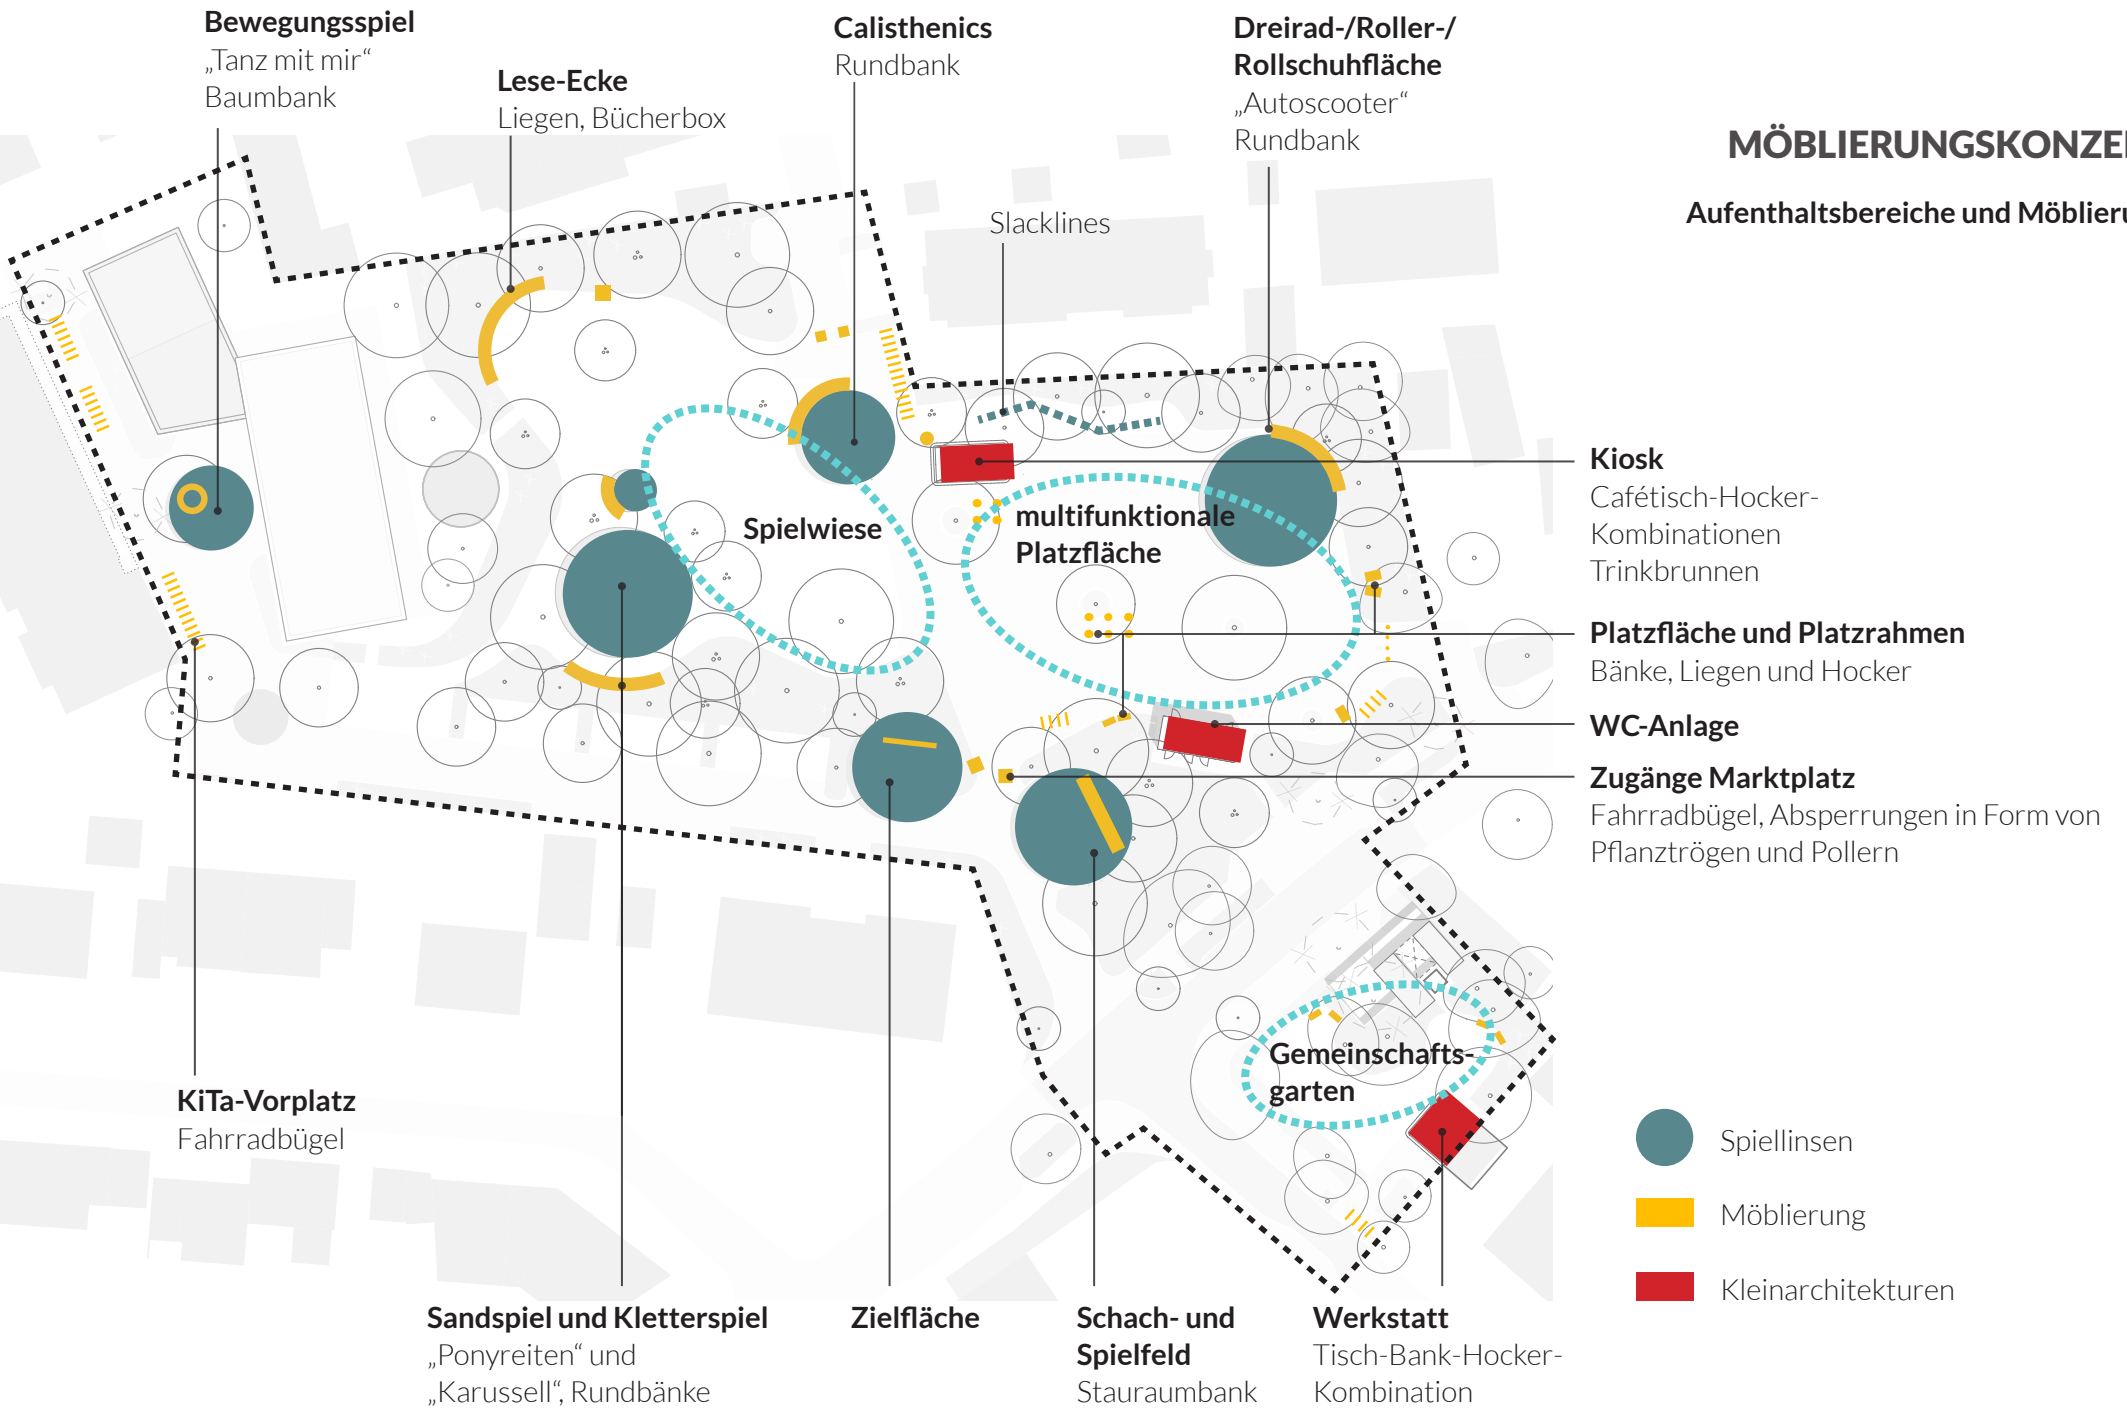 Bewegungsspiel
„Tanz mit mir“
Baumbank
Lese-Ecke
Liegen, Bücherbox
Calisthenics
Rundbank
Dreirad-/Roller-/
Rollschuhfläche
„Autoscooter“
Rundbank
MÖBLIERUNGSKONZE
Aufenthaltsbereiche und Möblieru
Slacklines
Spielwiese
multifunktionale
Platzfläche
Kiosk
Cafétisch-Hocker-
Kombinationen
Trinkbrunnen
Platzfläche und Platzrahmen
Bänke, Liegen und Hocker
WC-Anlage
Zugänge Marktplatz
Fahrradbügel, Absperrungen in Form von
Pflanztrögen und Pollern
Gemeinschafts-
garten
KiTa-Vorplatz
Fahrradbügel
Spiellinsen
Möblierung
Kleinarchitekturen
Sandspiel und Kletterspiel
„Ponyreiten“ und
„Karussell“, Rundbänke
Zielfläche
Schach- und
Spielfeld
Stauraumbank
Werkstatt
Tisch-Bank-Hocker-
Kombination